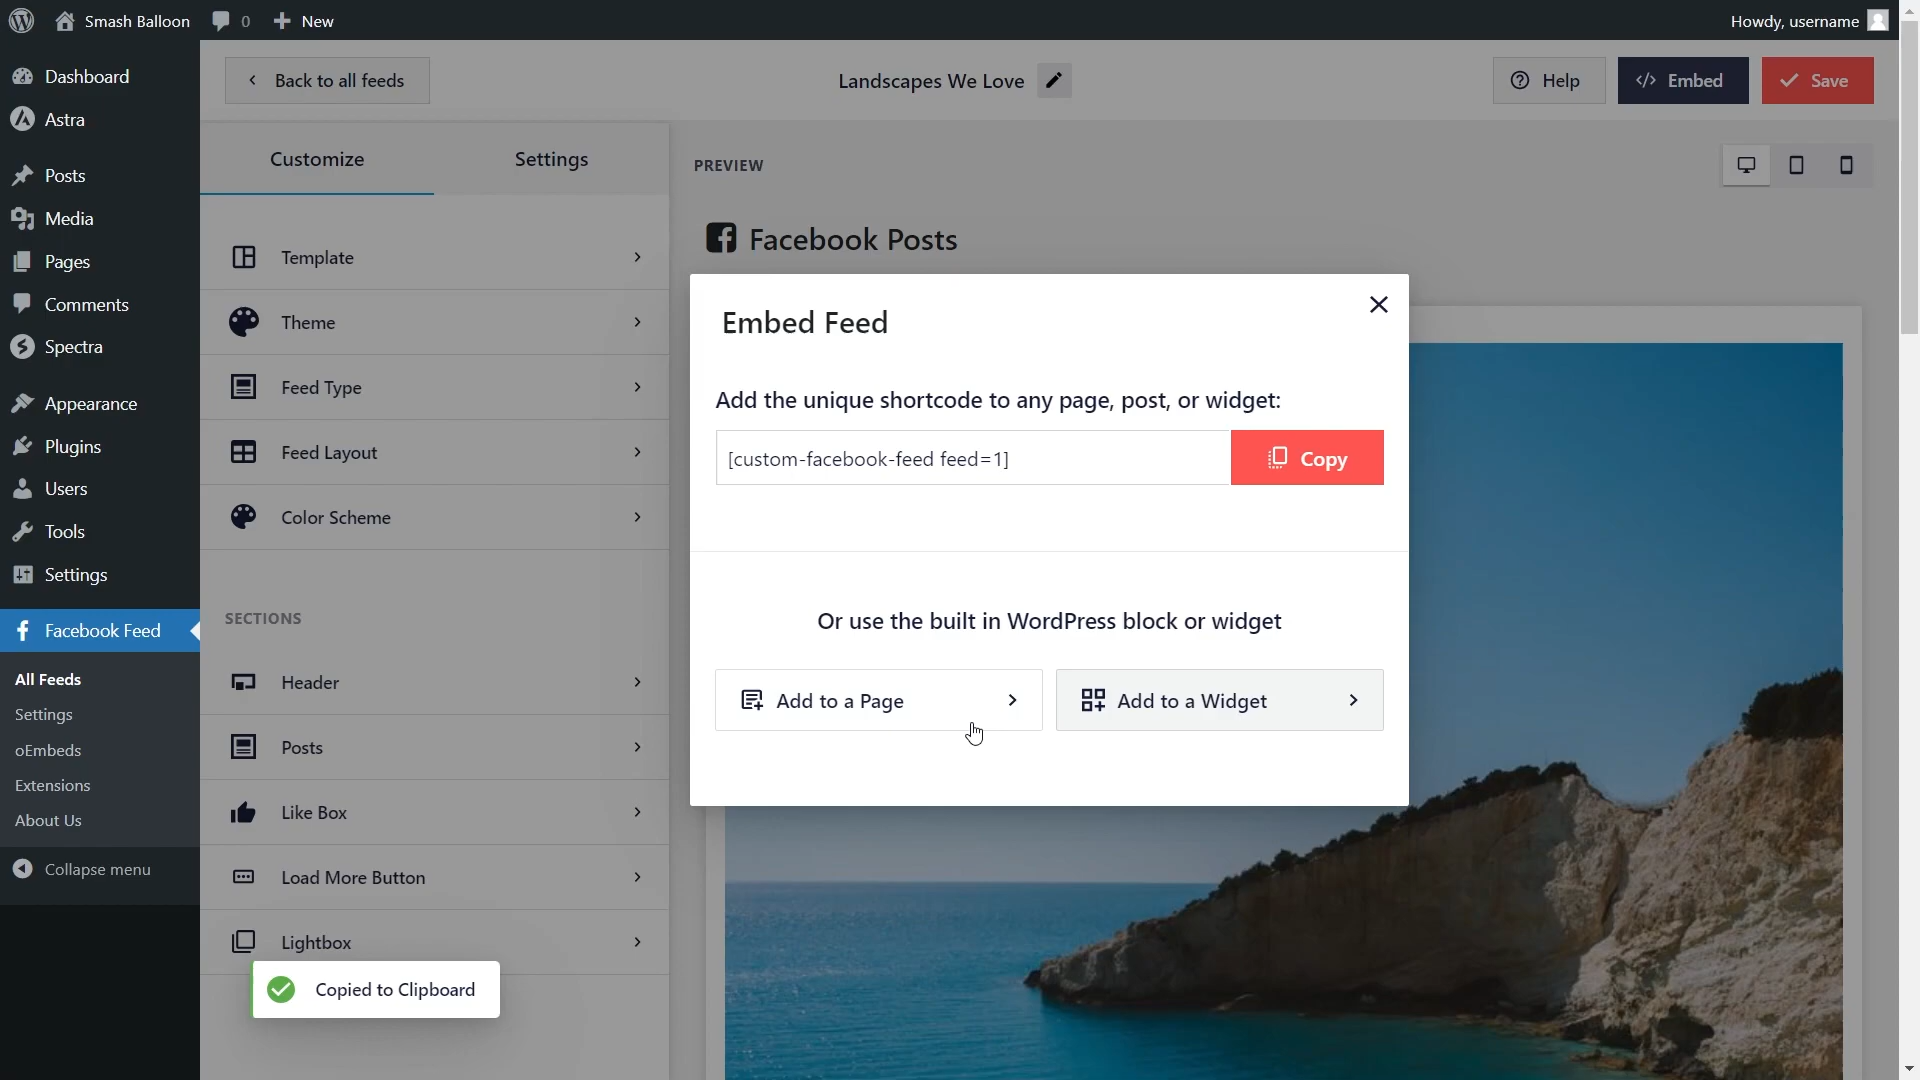 Smash Balloon
0
New
Howdy, username
Dashboard
Astra
Posts
Media
Pages
Comments
Spectra
Appearance
Plugins
Users
Tools
Settings
Facebook Feed
All Feeds
Settings
oEmbeds
Extensions
About Us
Collapse menu
Back to all feeds
Landscapes We Love
Help
</> Embed
Save
Customize
Settings
Template
Theme
Feed Type
Feed Layout
Color Scheme
SECTIONS
Header
Posts
Like Box
Load More Button
Lightbox
Copied to Clipboard
PREVIEW
Facebook Posts
Embed Feed
Add the unique shortcode to any page, post, or widget:
[custom-facebook-feed feed=1]
Copy
Or use the built in WordPress block or widget
Add to a Page
Add to a Widget